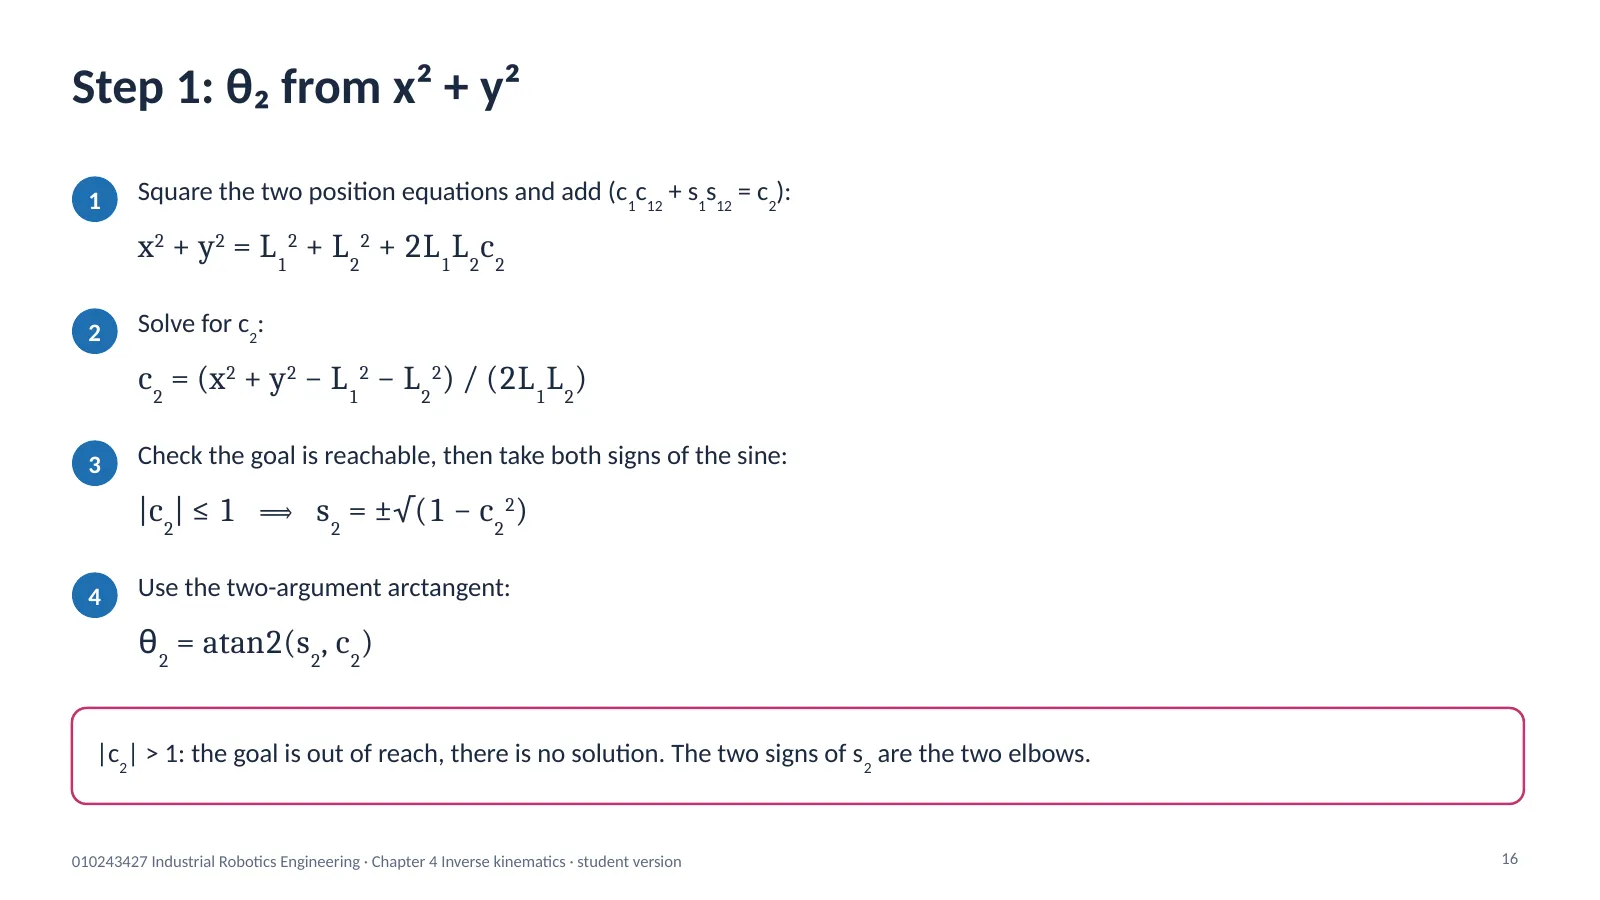 Step 1: θ₂ from x² + y²
1
Square the two position equations and add (c₁c₁₂ + s₁s₁₂ = c₂):
x² + y² = L₁² + L₂² + 2L₁L₂c₂
2
Solve for c₂:
c₂ = (x² + y² − L₁² − L₂²) / (2L₁L₂)
3
Check the goal is reachable, then take both signs of the sine:
|c₂| ≤ 1 ⟹ s₂ = ±√(1 − c₂²)
4
Use the two-argument arctangent:
θ₂ = atan2(s₂, c₂)
|c₂| > 1: the goal is out of reach, there is no solution. The two signs of s₂ are the two elbows.
010243427 Industrial Robotics Engineering · Chapter 4 Inverse kinematics · student version
16